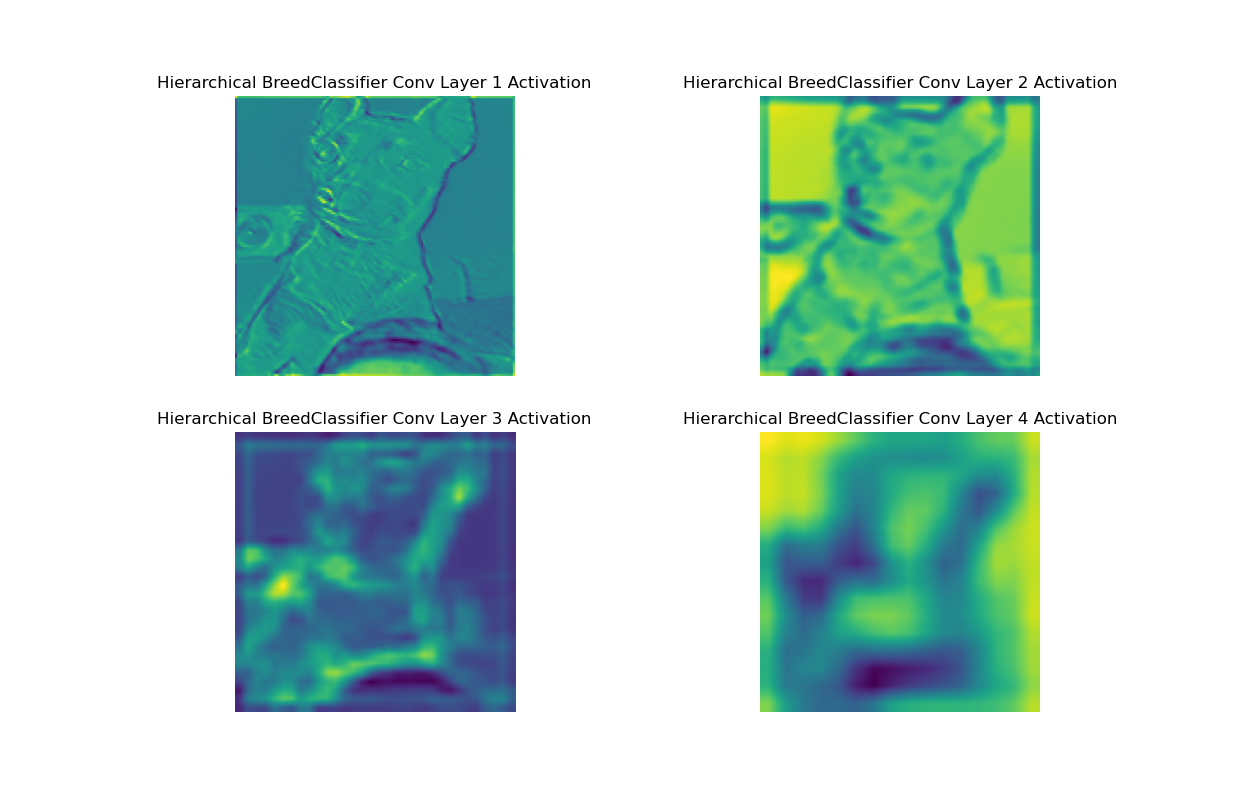 Hierarchical BreedClassifier Conv Layer 1 Activation
Hierarchical BreedClassifier Conv Layer 2 Activation
Hierarchical BreedClassifier Conv Layer 3 Activation
Hierarchical BreedClassifier Conv Layer 4 Activation